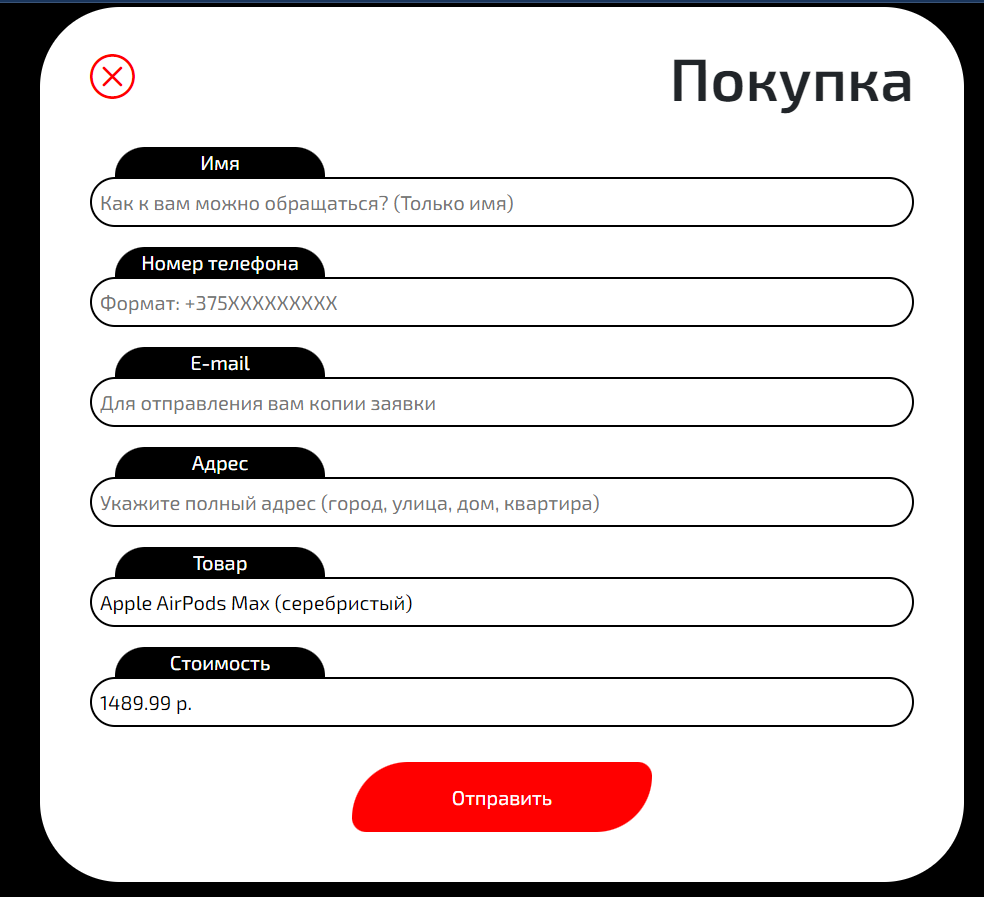 Покупка
Имя
Как к вам можно обращаться? (Только имя)
Номер телефона
Формат: +375XXXXXXXXX
E-mail
Для отправления вам копии заявки
Адрес
Укажите полный адрес (город, улица, дом, квартира)
Товар
Apple AirPods Max (серебристый)
Стоимость
1489.99 р.
Отправить